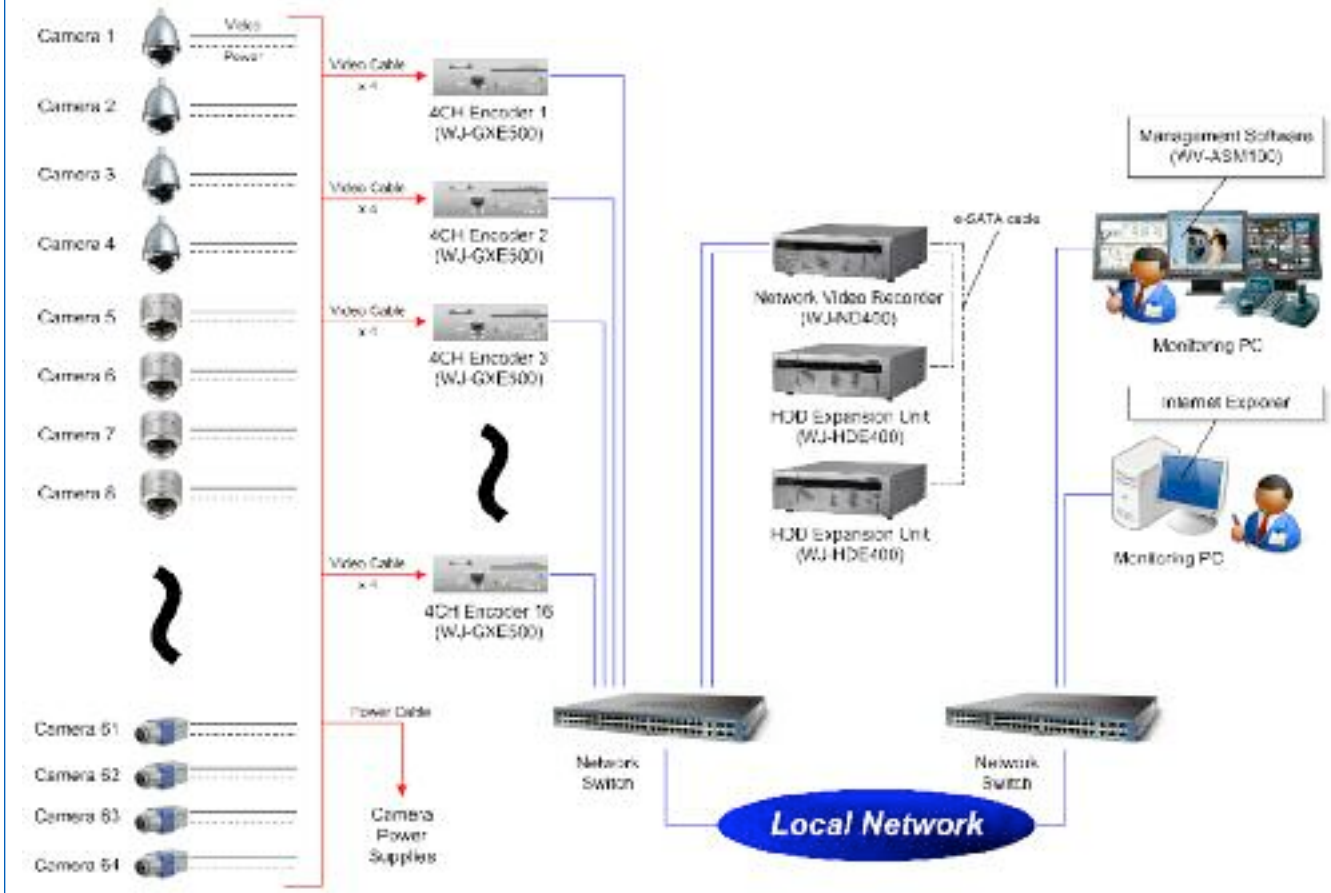 Camera 1
Video
Power
Camera 2
Camera 3
Camera 4
Camera 5
Camera 6
Camera 7
Camera 8
Camera 61
Camera 62
Camera 63
Camera 64
Video Cable
x 4
4CH Encoder 1
(WJ-GXE500)
Video Cable
x 4
4CH Encoder 2
(WJ-GXE500)
Video Cable
x 4
4CH Encoder 3
(WJ-GXE500)
Video Cable
x 4
4CH Encoder 16
(WJ-GXE500)
Power Cable
Camera
Power
Supplies
e-SATA cable
Network Video Recorder
(WJ-ND400)
HDD Expansion Unit
(WJ-HDE400)
HDD Expansion Unit
(WJ-HDE400)
Management Software
(WV-ASM100)
Monitoring PC
Internet Explorer
Monitoring PC
Network
Switch
Network
Switch
Local Network